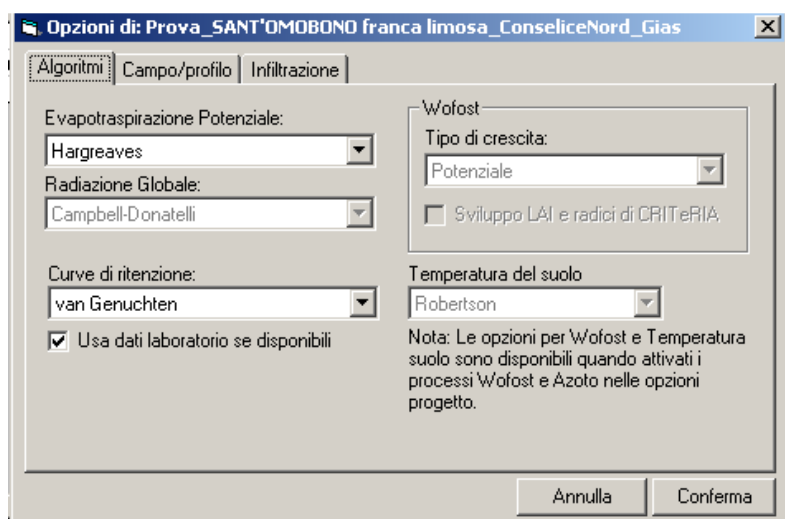 Opzioni di: Prova_SANT'OMOBONO franca limosa_ConseliceNord_Gias
Algoritmi Campo/profilo Infiltrazione
Evapotraspirazione Potenziale:
Hargreaves
Radiazione Globale:
Campbell-Donatelli
Curve di ritenzione:
van Genuchten
Usa dati laboratorio se disponibili
Wofost
Tipo di crescita:
Potenziale
Sviluppo LAI e radici di CRITeRIA
Temperatura del suolo
Robertson
Nota: Le opzioni per Wofost e Temperatura
suolo sono disponibili quando attivati i
processi Wofost e Azoto nelle opzioni
progetto.
Annulla Conferma